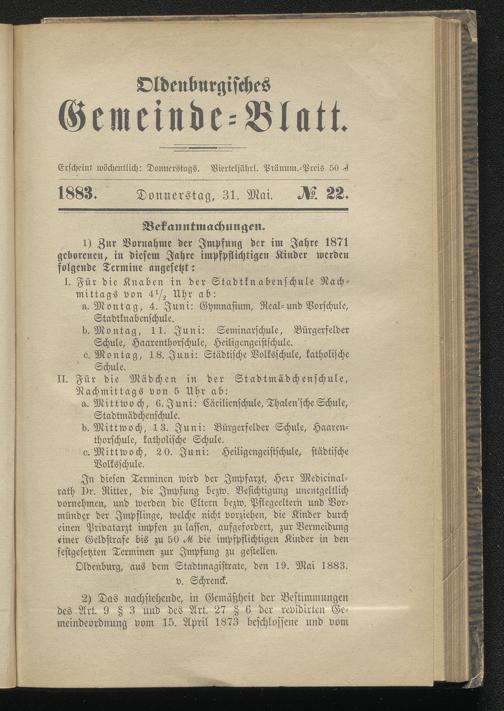 Oldenburgisches
Gemeinde-Blatt.
Erscheint wöchentlich: Donnerstags. Vierteljährl. Pränum.-Preis 50 ₰
1883. Donnerstag, 31. Mai. № 22.
Bekanntmachungen.
1) Zur Vornahme der Impfung der im Jahre 1871
geborenen, in diesem Jahre impfpflichtigen Kinder werden
folgende Termine angesetzt:
I. Für die Knaben in der Stadtknabenschule Nach-
mittags von 4½ Uhr ab:
a. Montag, 4. Juni: Gymnasium, Real- und Vorschule,
Stadtknabenschule.
b. Montag, 11. Juni: Seminarschule, Bürgerfelder
Schule, Haarenthorschule, Heiligengeistschule.
c. Montag, 18. Juni: Städtische Volksschule, katholische
Schule.
II. Für die Mädchen in der Stadtmädchenschule,
Nachmittags von 5 Uhr ab:
a. Mittwoch, 6. Juni: Cäcilienschule, Thalen'sche Schule,
Stadtmädchenschule.
b. Mittwoch, 13. Juni: Bürgerfelder Schule, Haaren-
thorschule, katholische Schule.
c. Mittwoch, 20. Juni: Heiligengeistschule, städtische
Volksschule.
In diesen Terminen wird der Impfarzt, Herr Medicinal-
rath Dr. Ritter, die Impfung bezw. Besichtigung unentgeltlich
vornehmen, und werden die Eltern bezw. Pflegeeltern und Vor-
münder der Impflinge, welche nicht vorziehen, die Kinder durch
einen Privatarzt impfen zu lassen, aufgefordert, zur Vermeidung
einer Geldstrafe bis zu 50 ℳ die impfpflichtigen Kinder in den
festgesetzten Terminen zur Impfung zu gestellen.
Oldenburg, aus dem Stadtmagistrate, den 19. Mai 1883.
v. Schrenck.
2) Das nachstehende, in Gemäßheit der Bestimmungen
des Art. 9 § 3 und des Art. 27 § 6 der revidirten Ge-
meindeordnung vom 15. April 1873 beschlossene und vom